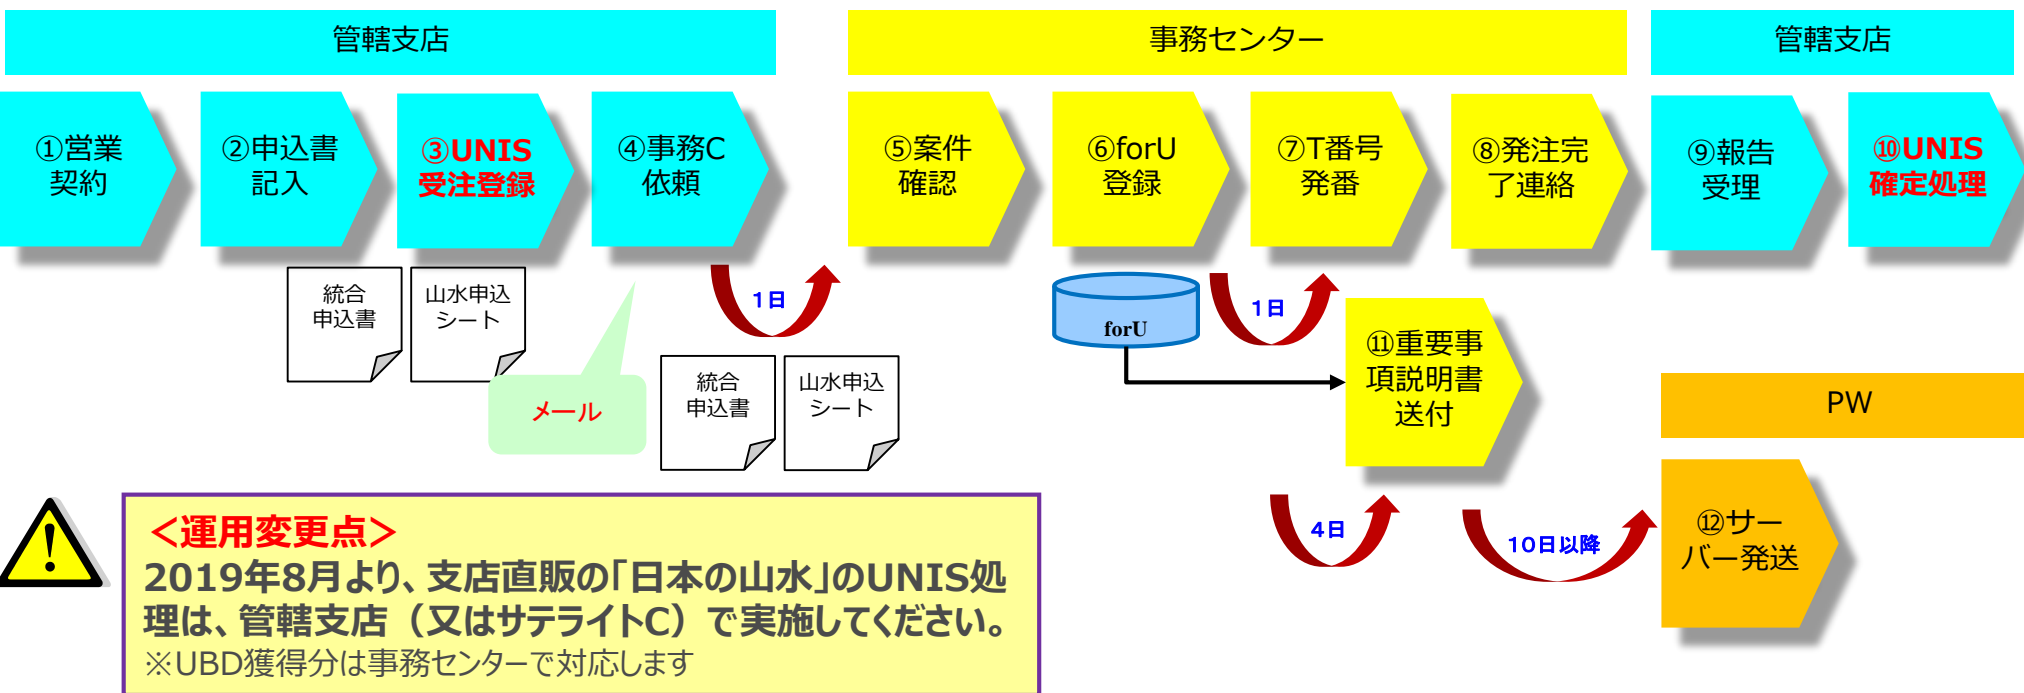 管轄支店
事務センター
管轄支店
①営業
契約
②申込書
記入
③UNIS
受注登録
④事務C
依頼
⑤案件
確認
⑥forU
登録
⑦T番号
発番
⑧発注完
了連絡
⑨報告
受理
⑩UNIS
確定処理
統合
申込書
山水申込
シート
メール
1日
統合
申込書
山水申込
シート
forU
1日
⑪重要事
項説明書
送付
4日
10日以降
PW
⑫サー
バー発送
＜運用変更点＞
2019年8月より、支店直販の「日本の山水」のUNIS処
理は、管轄支店（又はサテライトC）で実施してください。
※UBD獲得分は事務センターで対応します